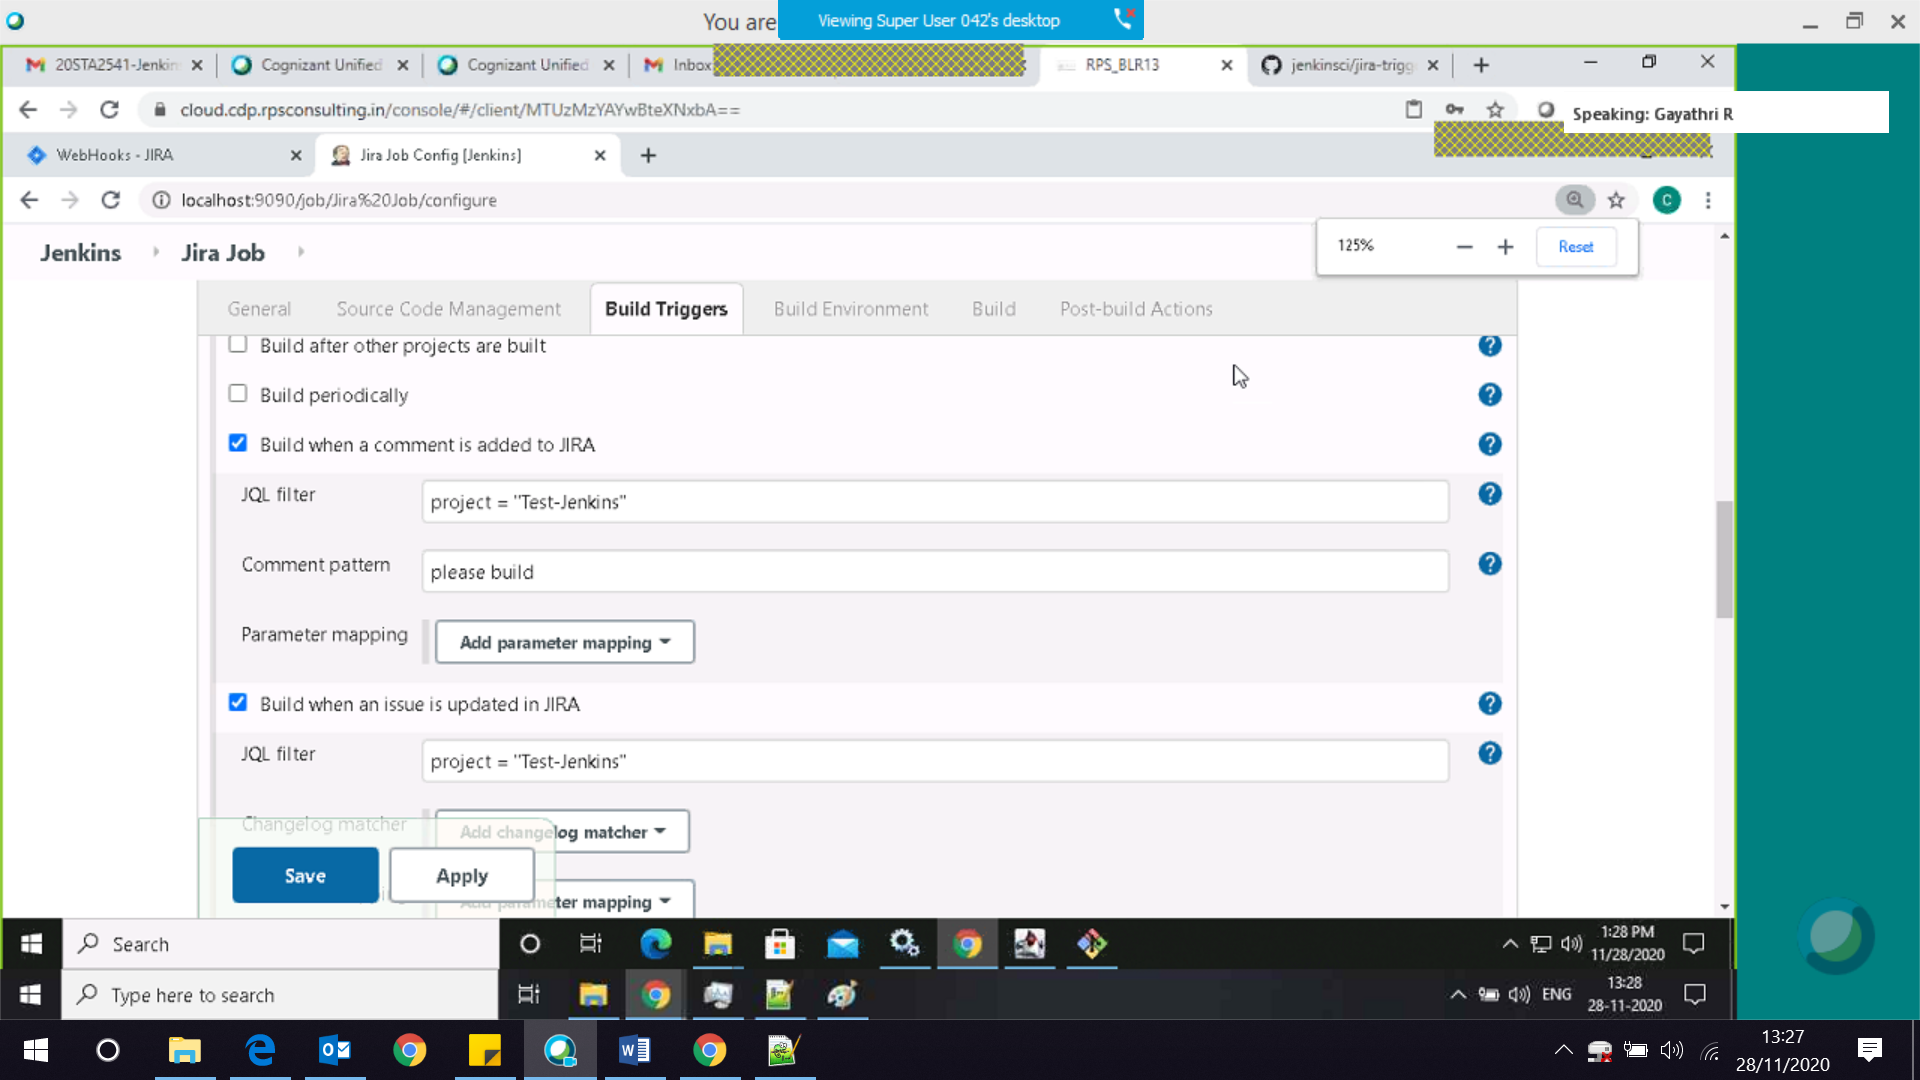 You are
Viewing Super User 042's desktop
20STA2541-Jenkin
Cognizant Unified
Cognizant Unified
Inbox
RPS_BLR13
jenkinsci/jira-trigg
cloud.cdp.rpsconsulting.in/console/#/client/MTUzMzYAYwBteXNxbA==
Speaking: Gayathri R
WebHooks - JIRA
Jira Job Config [Jenkins]
localhost:9090/job/Jira%20Job/configure
C
Jenkins
Jira Job
125%
Reset
General
Source Code Management
Build Triggers
Build Environment
Build
Post-build Actions
Build after other projects are built
Build periodically
Build when a comment is added to JIRA
JQL filter
project = "Test-Jenkins"
Comment pattern
please build
Parameter mapping
Add parameter mapping
Build when an issue is updated in JIRA
JQL filter
project = "Test-Jenkins"
Changelog matcher
Add changelog matcher
Save
Apply
Add parameter mapping
Search
1:28 PM
11/28/2020
Type here to search
ENG
13:28
28-11-2020
13:27
28/11/2020